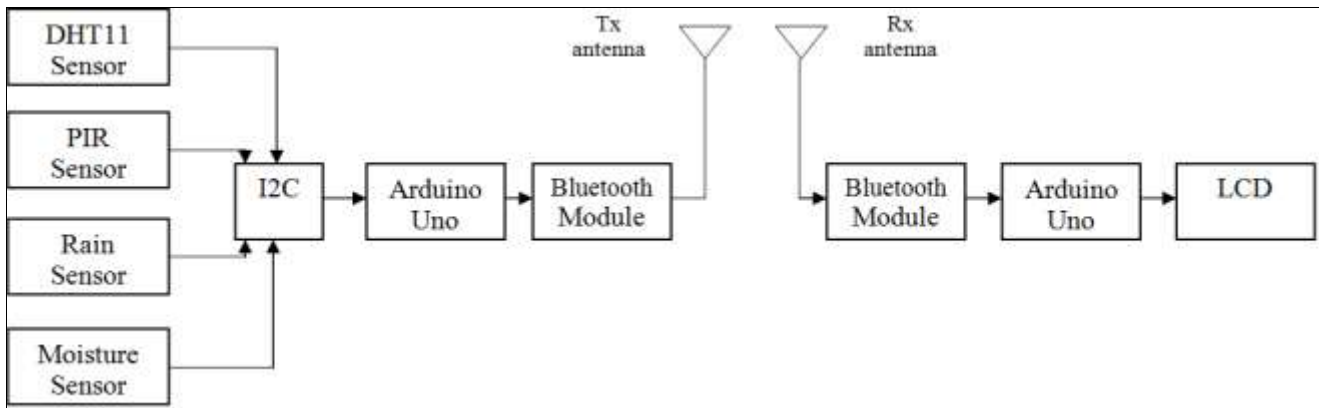 DHT11
Sensor
PIR
Sensor
Rain
Sensor
Moisture
Sensor
I2C
Arduino
Uno
Bluetooth
Module
Tx
antenna
Rx
antenna
Bluetooth
Module
Arduino
Uno
LCD